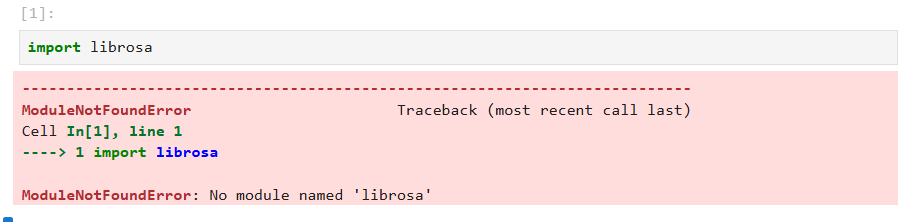 [1]:
import librosa
---------------------------------------------------------------------------
ModuleNotFoundError                       Traceback (most recent call last)
Cell In[1], line 1
----> 1 import librosa

ModuleNotFoundError: No module named 'librosa'